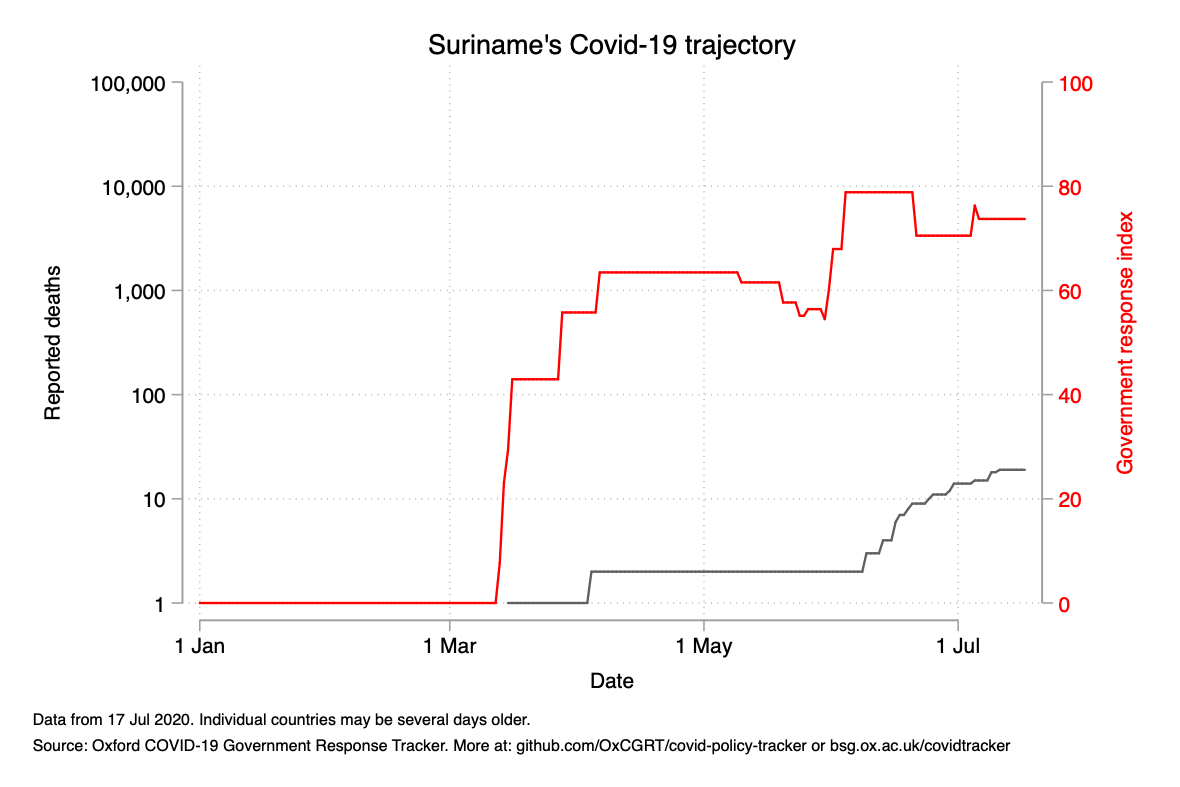 Suriname's Covid-19 trajectory
100,000
10,000
1,000
100
10
1
Reported deaths
100
80
60
40
20
0
Government response index
1 Jan
1 Mar
1 May
1 Jul
Date
Data from 17 Jul 2020. Individual countries may be several days older.
Source: Oxford COVID-19 Government Response Tracker. More at: github.com/OxCGRT/covid-policy-tracker or bsg.ox.ac.uk/covidtracker